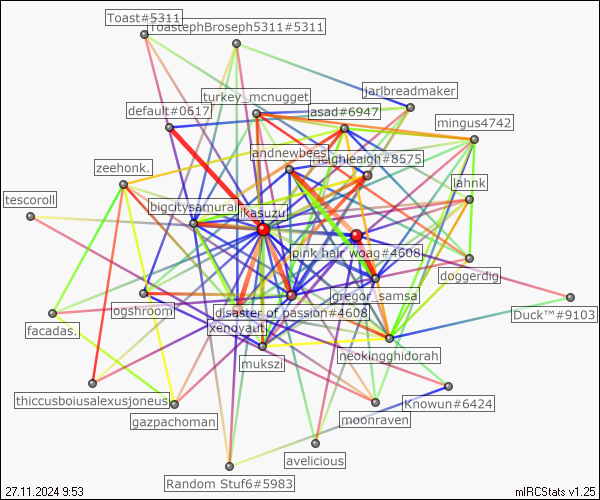 Toast#5311
ToastephBroseph5311#5311
jarlbreadmaker
turkey_mcnugget
default#0617
asad#6947
mingus4742
andnewbees
#8575
zeehonk.
lahnk
tescoroll
bigcitysamurai
ikasuzu
pink hair woag#4608
doggerdig
gregor_samsa
ogshroom
disaster of passion#4608
Duck™#9103
facadas.
xenoyaut
neokingghidorah
mukszi
thiccusboiusalexusjoneus
Knowun#6424
gazpachoman
moonraven
avelicious
Random Stuf6#5983
27.11.2024 9:53
mIRCStats v1.25